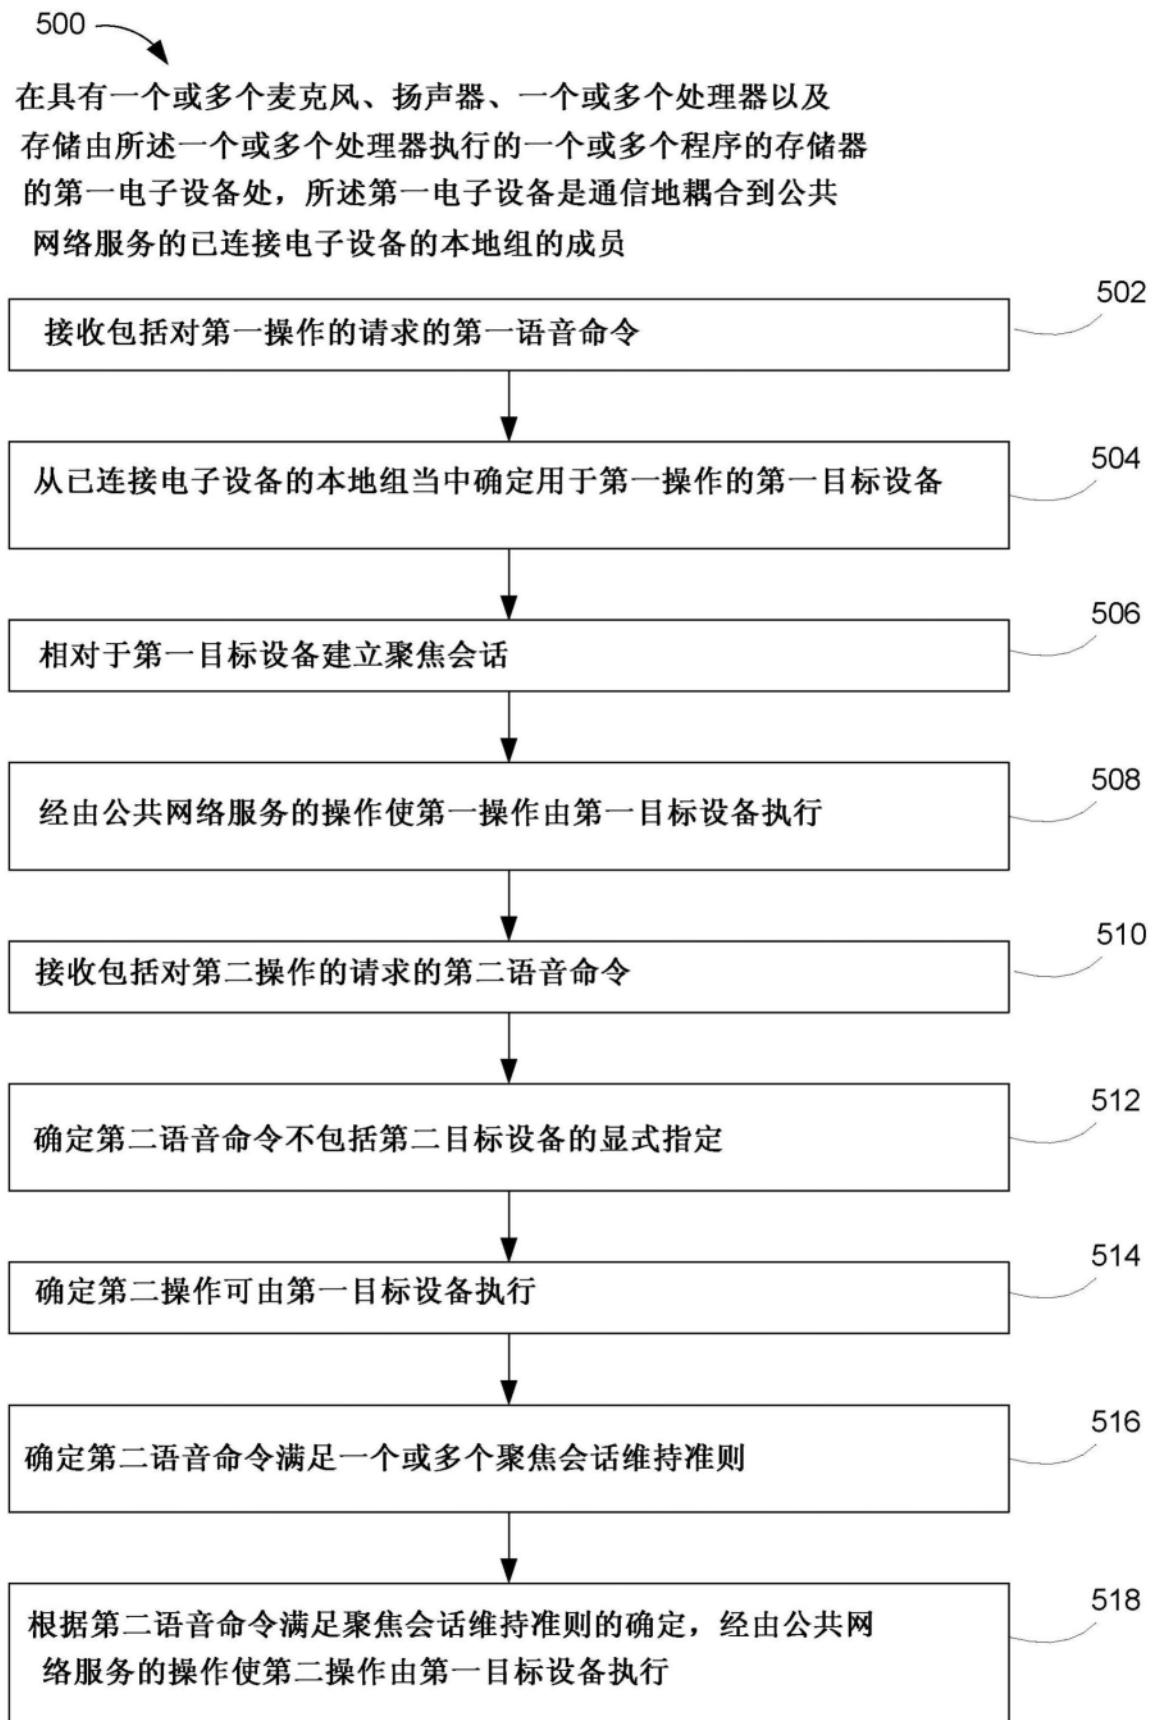 500
在具有一个或多个麦克风、扬声器、一个或多个处理器以及
存储由所述一个或多个处理器执行的一个或多个程序的存储器
的第一电子设备处，所述第一电子设备是通信地耦合到公共
网络服务的已连接电子设备的本地组的成员
502
接收包括对第一操作的请求的第一语音命令
504
从已连接电子设备的本地组当中确定用于第一操作的第一目标设备
506
相对于第一目标设备建立聚焦会话
508
经由公共网络服务的操作使第一操作由第一目标设备执行
510
接收包括对第二操作的请求的第二语音命令
512
确定第二语音命令不包括第二目标设备的显式指定
514
确定第二操作可由第一目标设备执行
516
确定第二语音命令满足一个或多个聚焦会话维持准则
518
根据第二语音命令满足聚焦会话维持准则的确定，经由公共网
络服务的操作使第二操作由第一目标设备执行